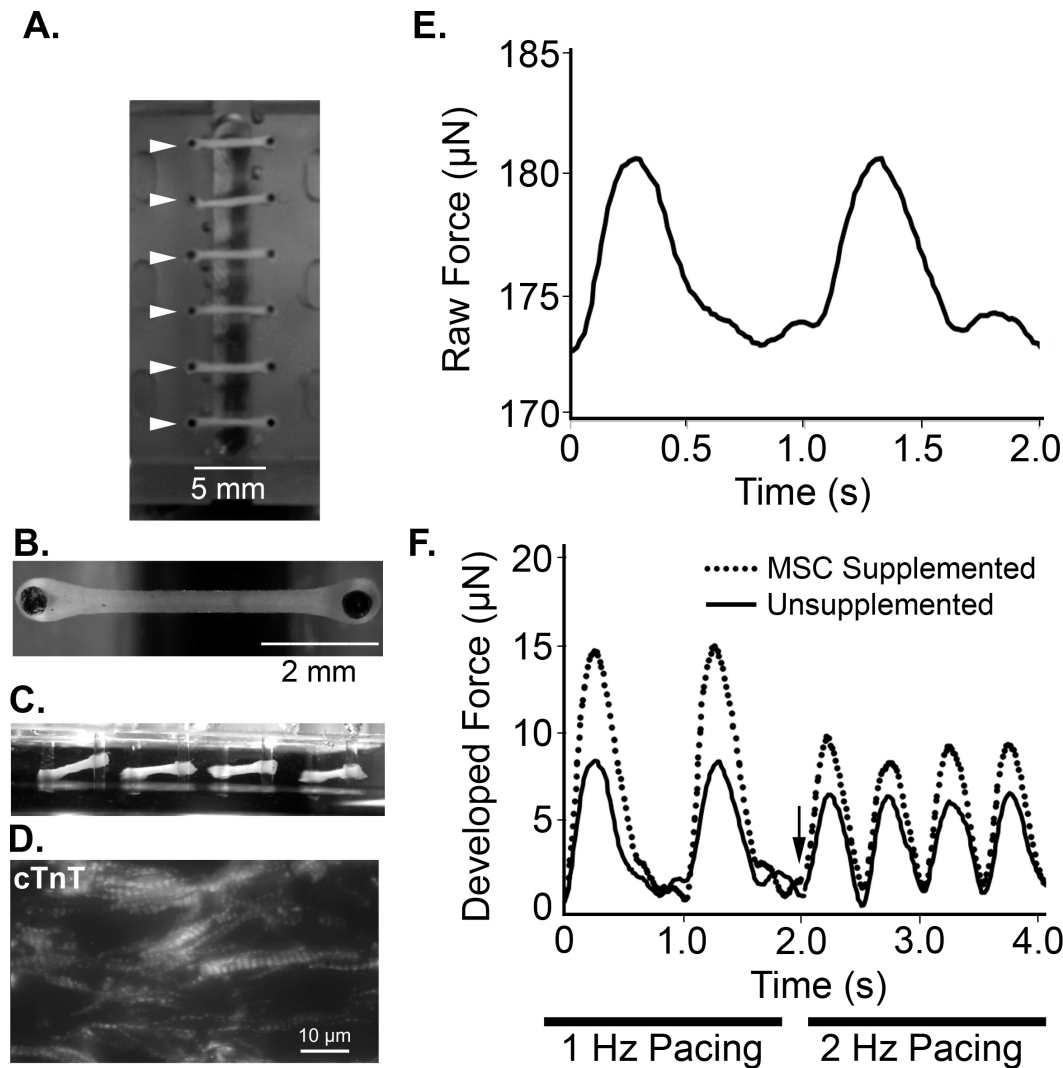 A.
5 mm
B.
2 mm
C.
D.
cTnT
10 µm
E.
Raw Force (µN)
185
180
175
170
0 0.5 1.0 1.5 2.0
Time (s)
F.
Developed Force (µN)
20
15
10
5
0
MSC Supplemented
Unsupplemented
0 1.0 2.0 3.0 4.0
Time (s)
1 Hz Pacing 2 Hz Pacing